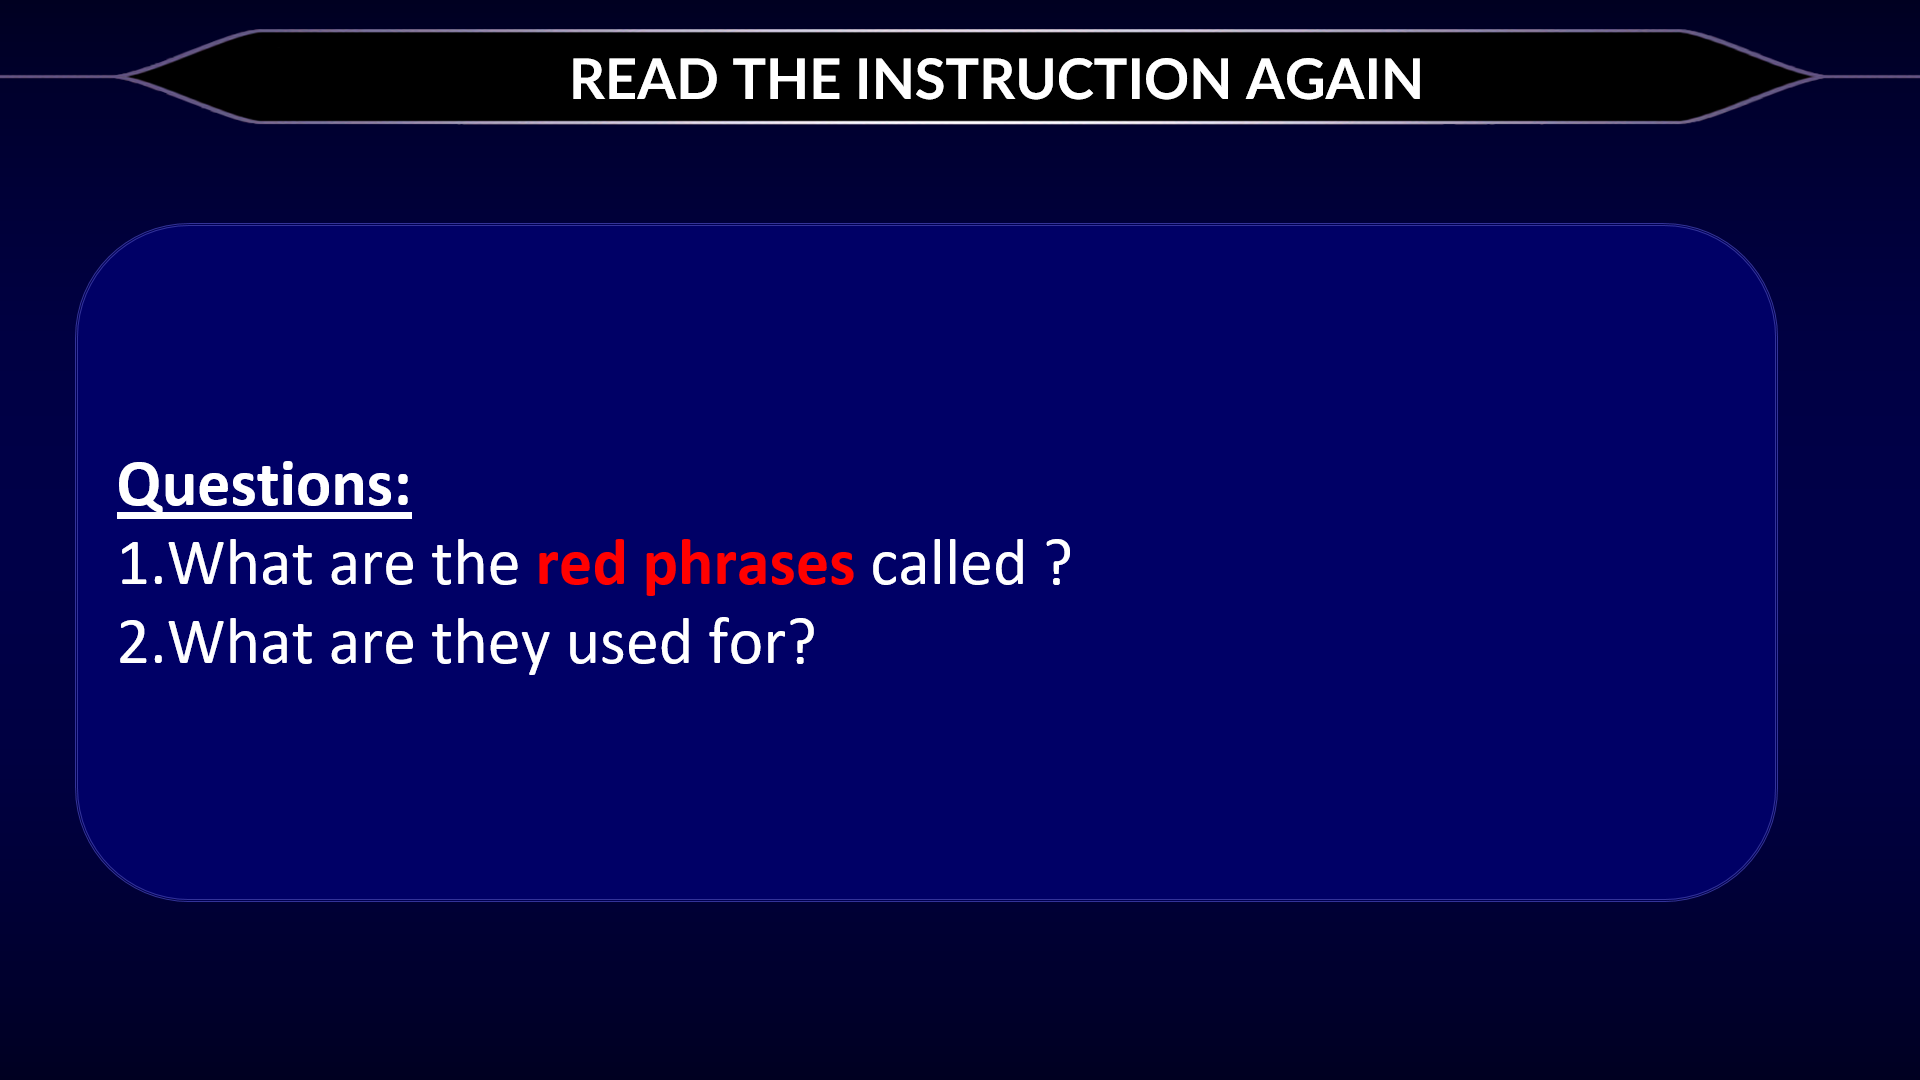 READ THE INSTRUCTION AGAIN
Questions:
1.What are the red phrases called ?
2.What are they used for?